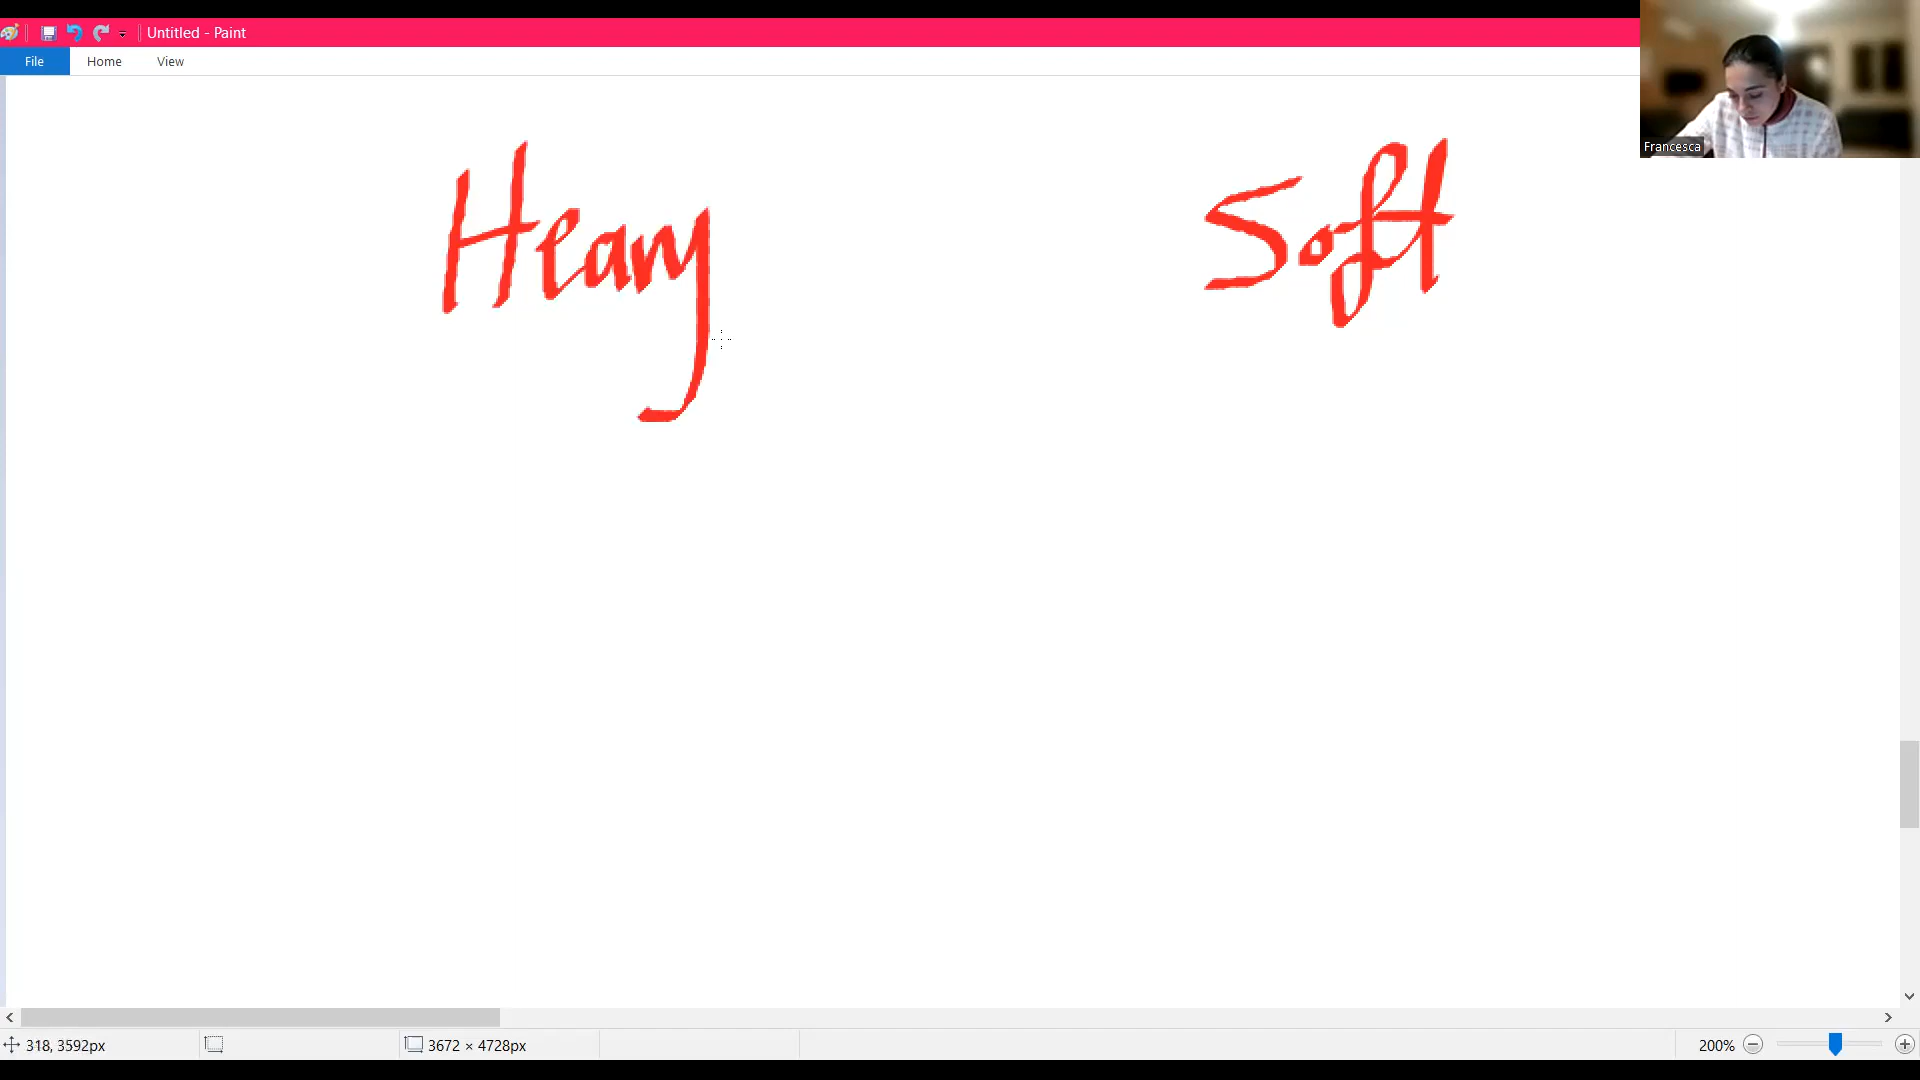 Untitled - Paint
File Home View
Francesca
Heavy Soft
318, 3592px 3672 × 4728px 200%